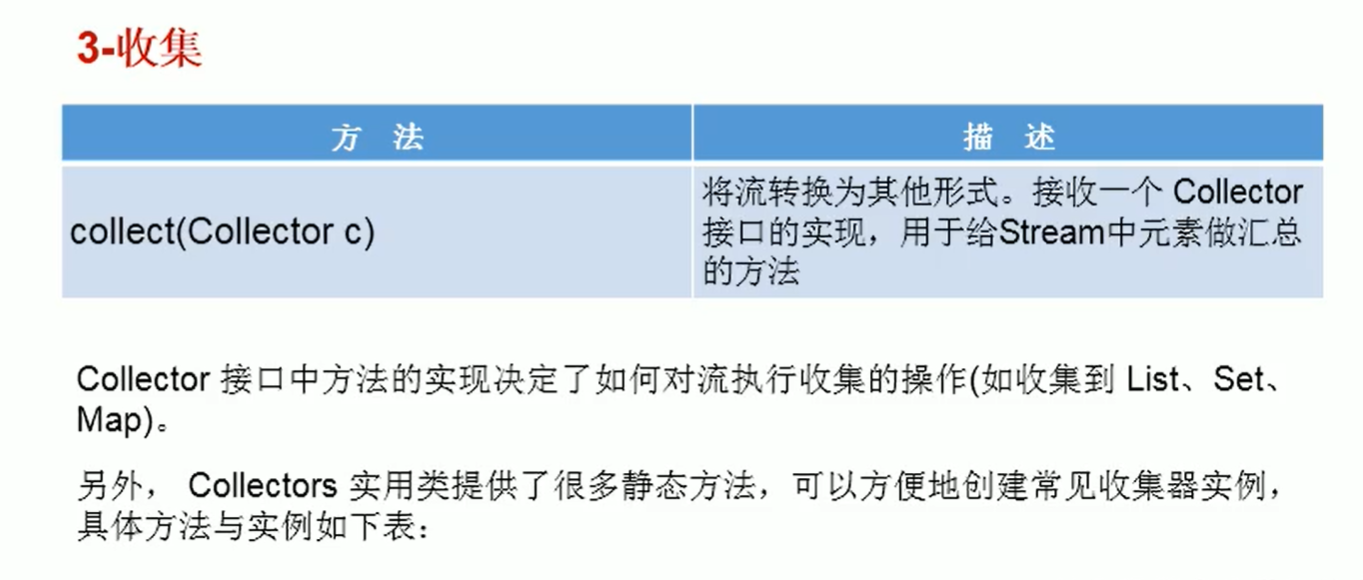 3-收集
方 法
描 述
collect(Collector c)
将流转换为其他形式。接收一个 Collector
接口的实现，用于给Stream中元素做汇总
的方法
Collector 接口中方法的实现决定了如何对流执行收集的操作(如收集到 List、Set、
Map)。
另外， Collectors 实用类提供了很多静态方法，可以方便地创建常见收集器实例，
具体方法与实例如下表：